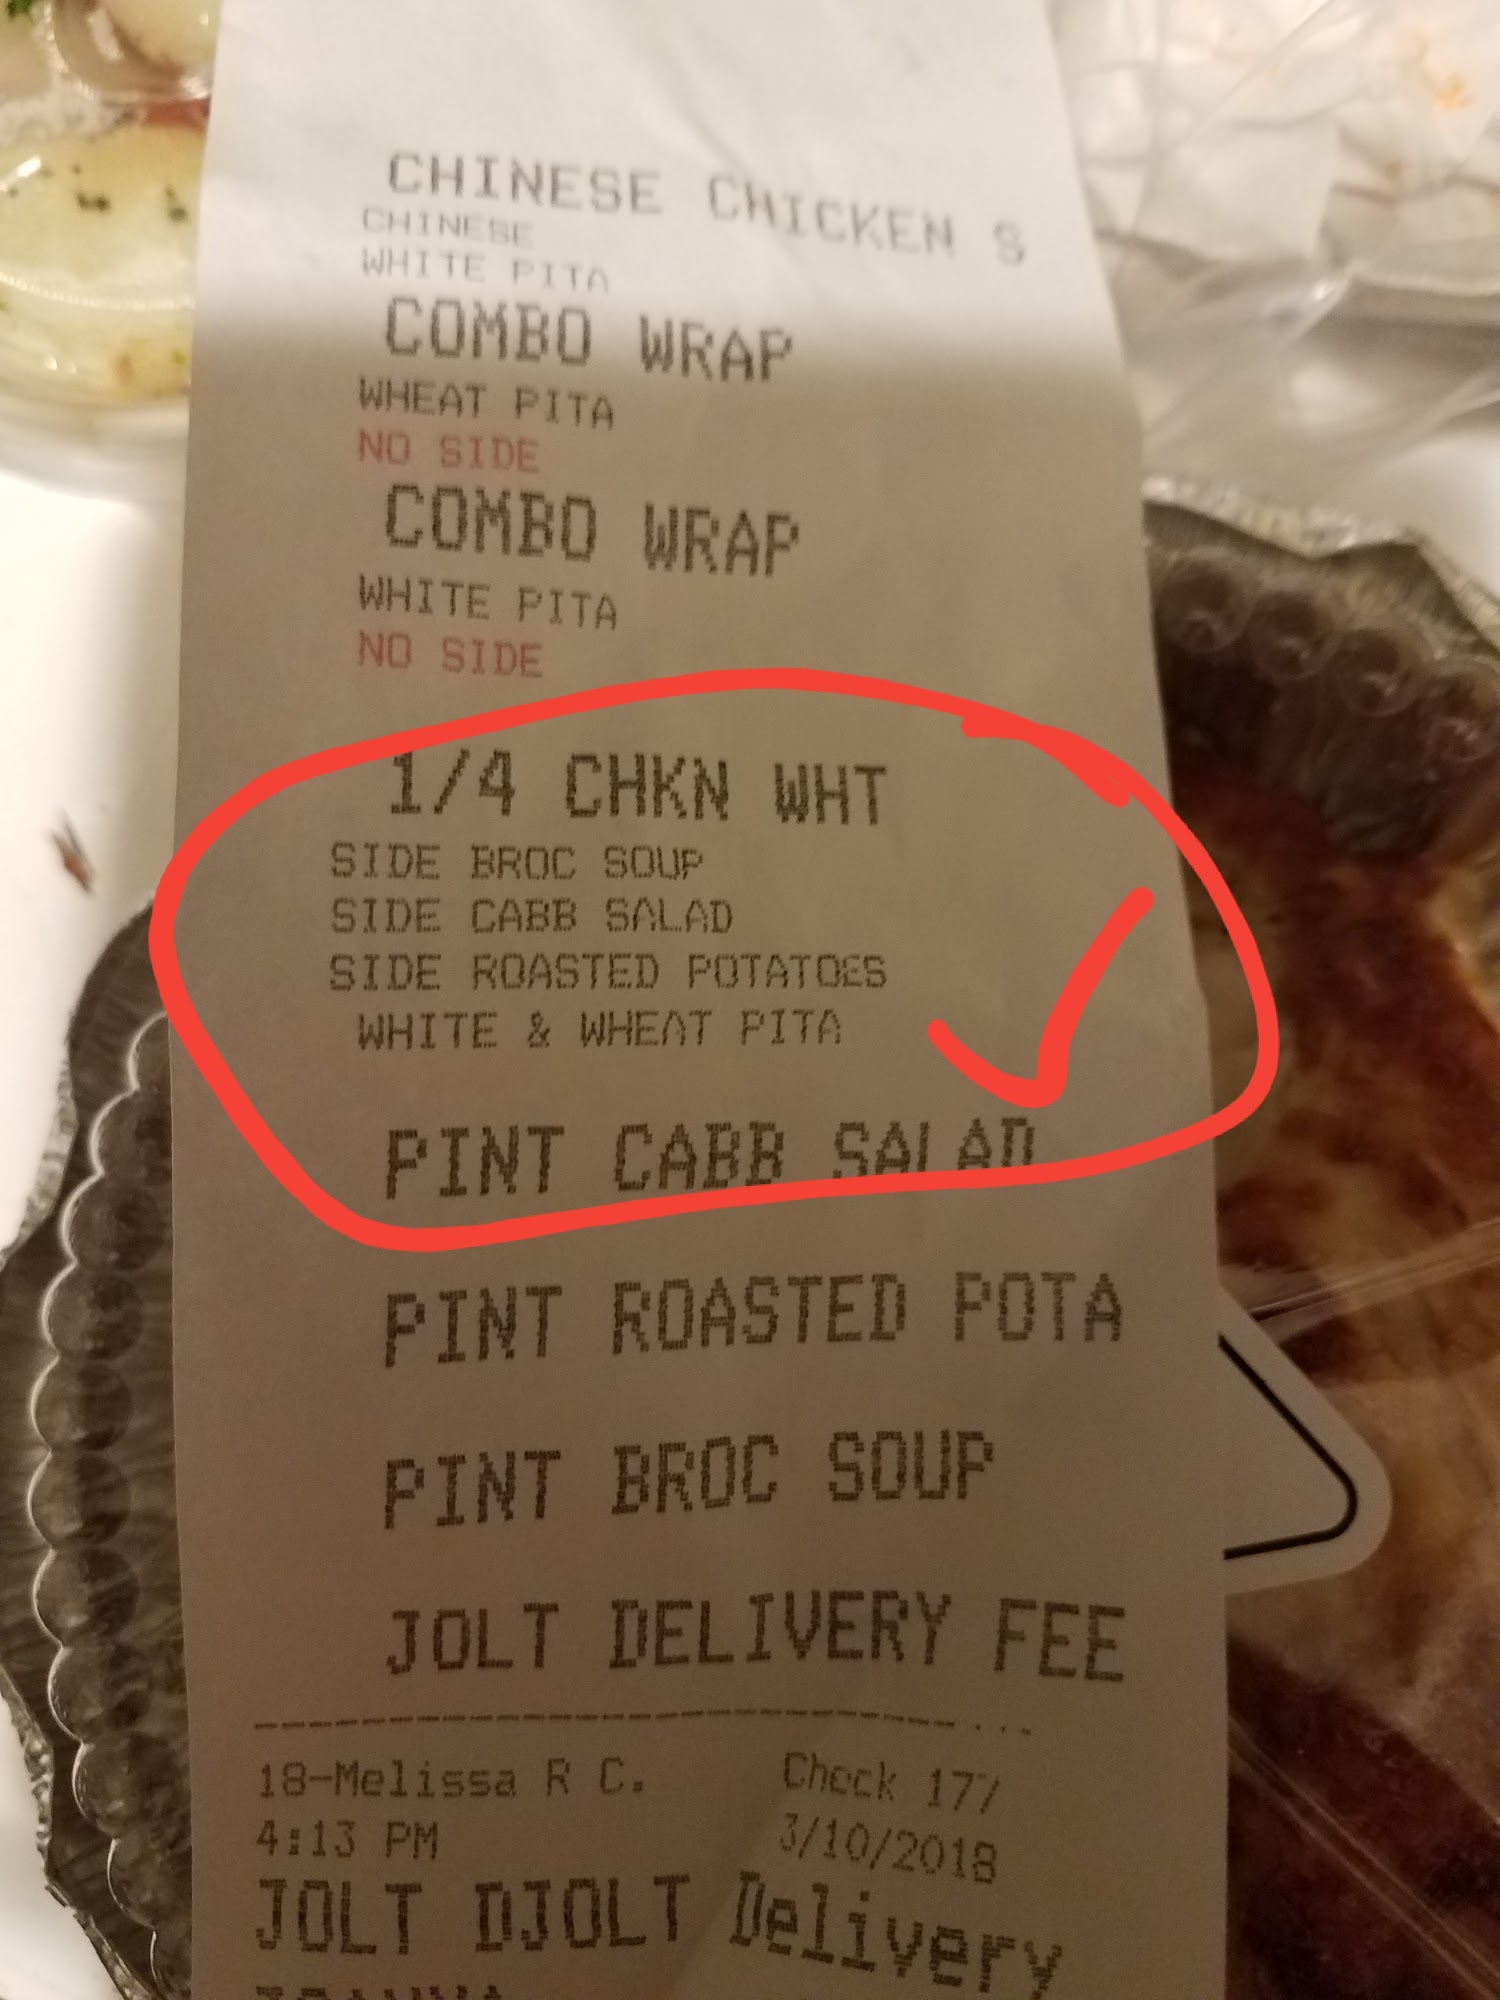 CHINESE CHICKEN S
CHINESE
WHITE PITA
COMBO WRAP
WHEAT PITA
NO SIDE
COMBO WRAP
WHITE PITA
NO SIDE
1/4 CHKN WHT
SIDE BROC SOUP
SIDE CABB SALAD
SIDE ROASTED POTATOES
WHITE & WHEAT PITA
PINT CABB SALAD
PINT ROASTED POTA
PINT BROC SOUP
JOLT DELIVERY FEE
18-Melissa R C. Check 177
4:13 PM 3/10/2018
JOLT DJOLT Delivery